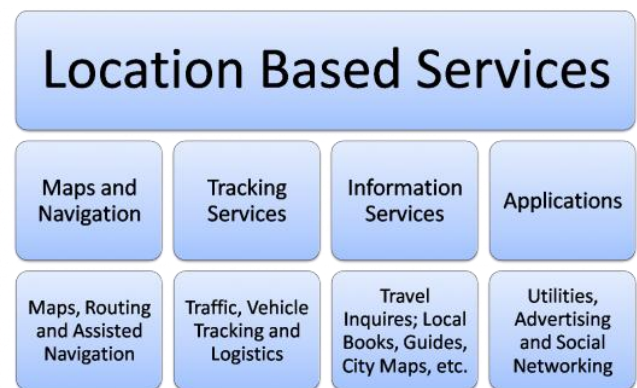 Location Based Services
Maps and
Navigation
Tracking
Services
Information
Services
Applications
Maps, Routing
and Assisted
Navigation
Traffic, Vehicle
Tracking and
Logistics
Travel
Inquires; Local
Books, Guides,
City Maps, etc.
Utilities,
Advertising
and Social
Networking